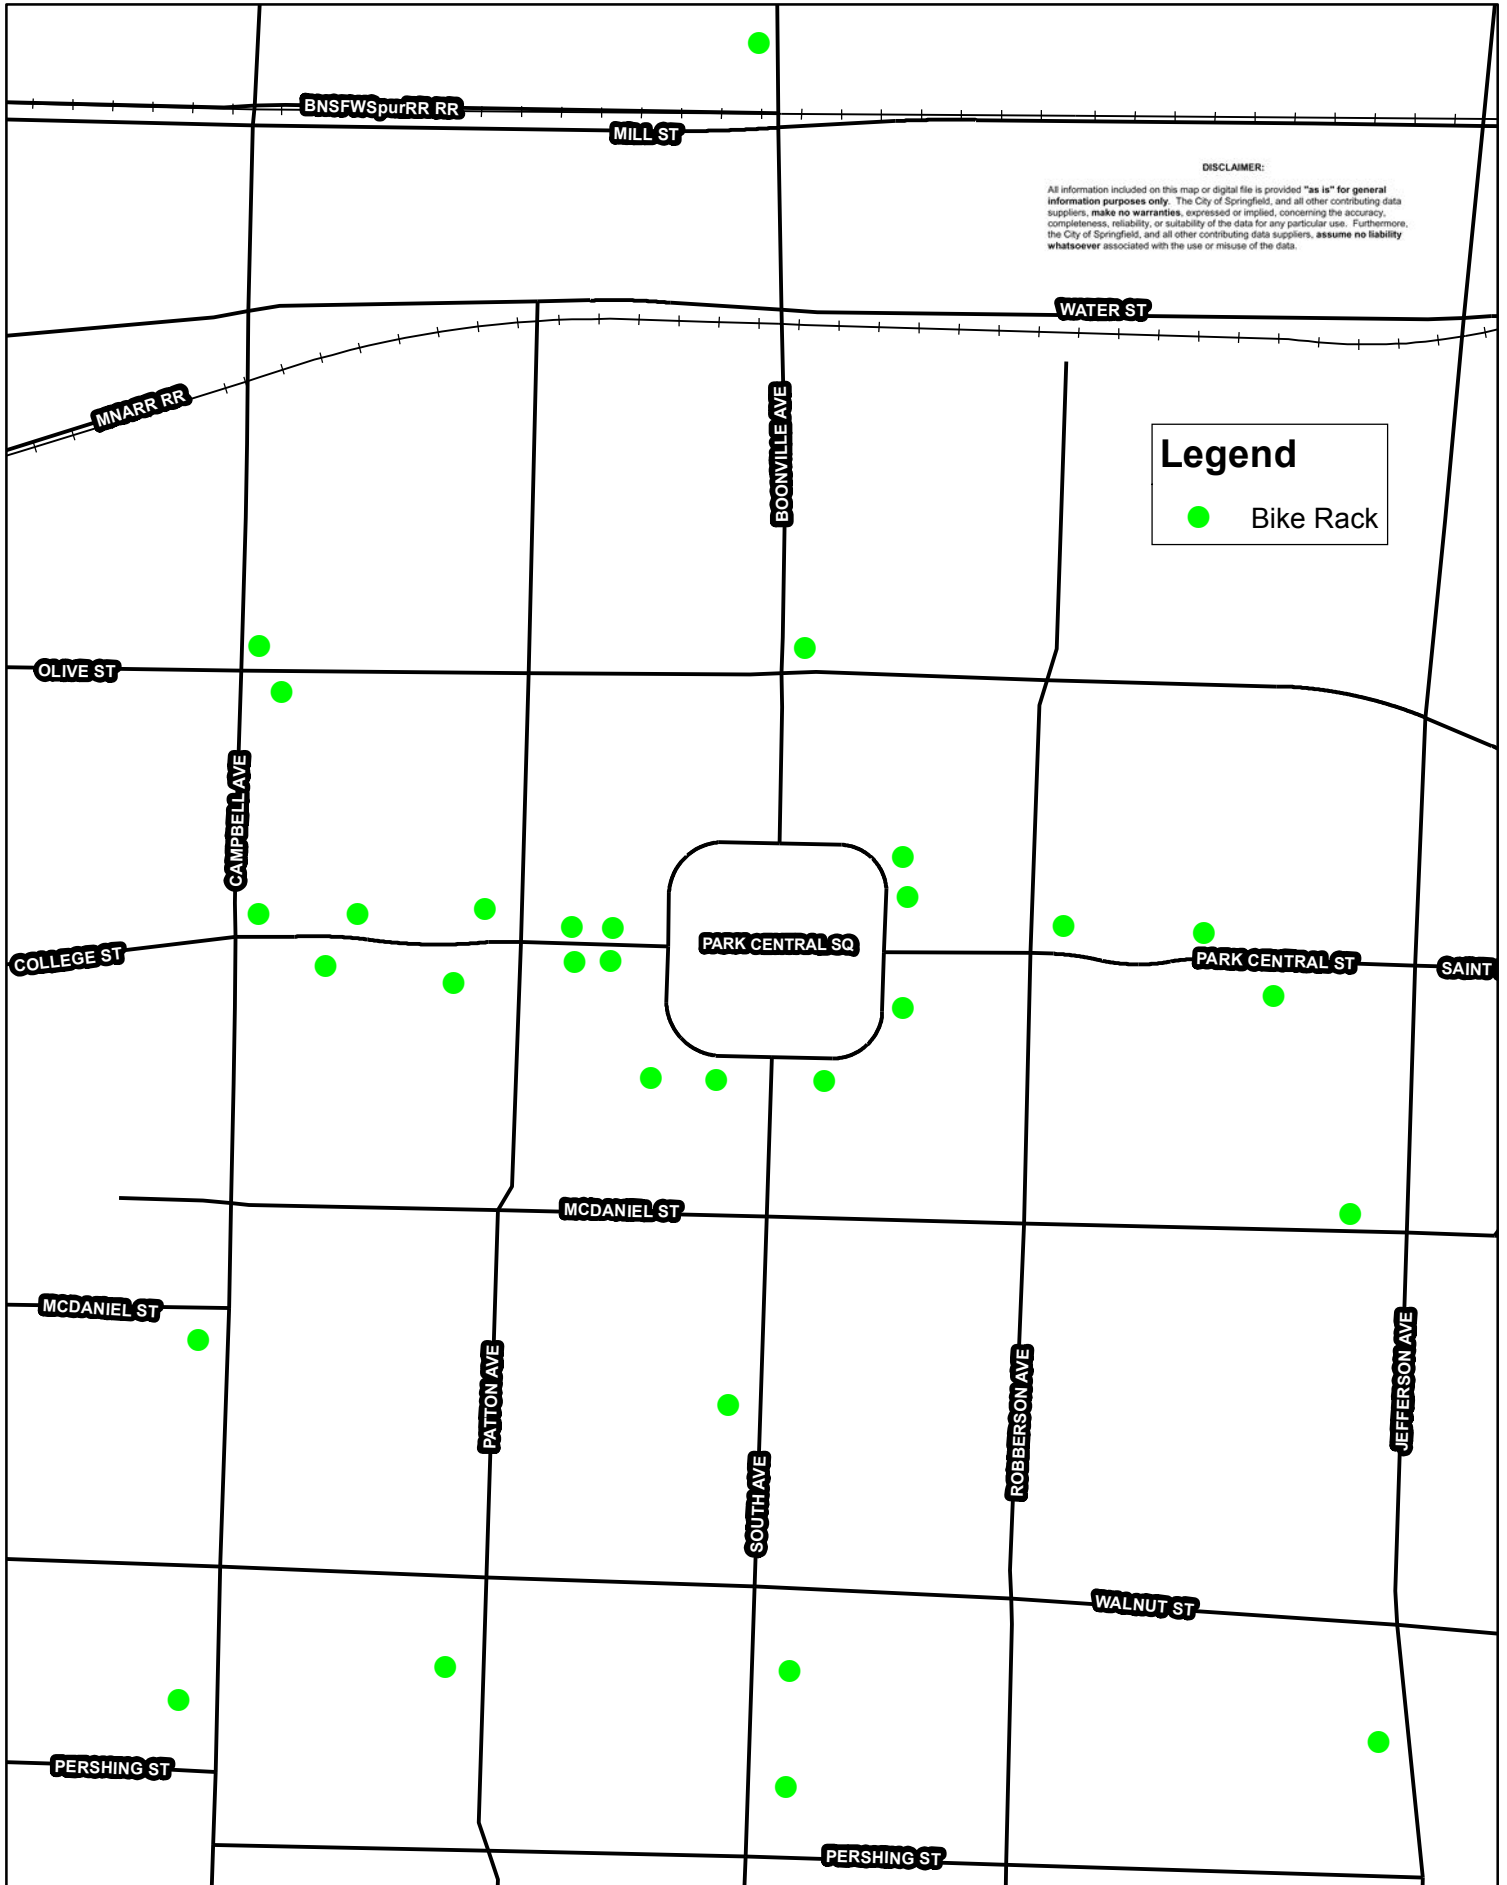 BNSFWSpurRR RR
MILL ST
DISCLAIMER:
All information included on this map or digital file is provided "as is" for general
information purposes only. The City of Springfield, and all other contributing data
suppliers, make no warranties, expressed or implied, concerning the accuracy,
completeness, reliability, or suitability of the data for any particular use. Furthermore,
the City of Springfield, and all other contributing data suppliers, assume no liability
whatsoever associated with the use or misuse of the data.
WATER ST
MNARR RR
BOONVILLE AVE
Legend
Bike Rack
OLIVE ST
CAMPBELL AVE
COLLEGE ST
PARK CENTRAL SQ
PARK CENTRAL ST
SAINT
MCDANIEL ST
MCDANIEL ST
PATTON AVE
SOUTH AVE
ROBBERSON AVE
JEFFERSON AVE
WALNUT ST
PERSHING ST
PERSHING ST